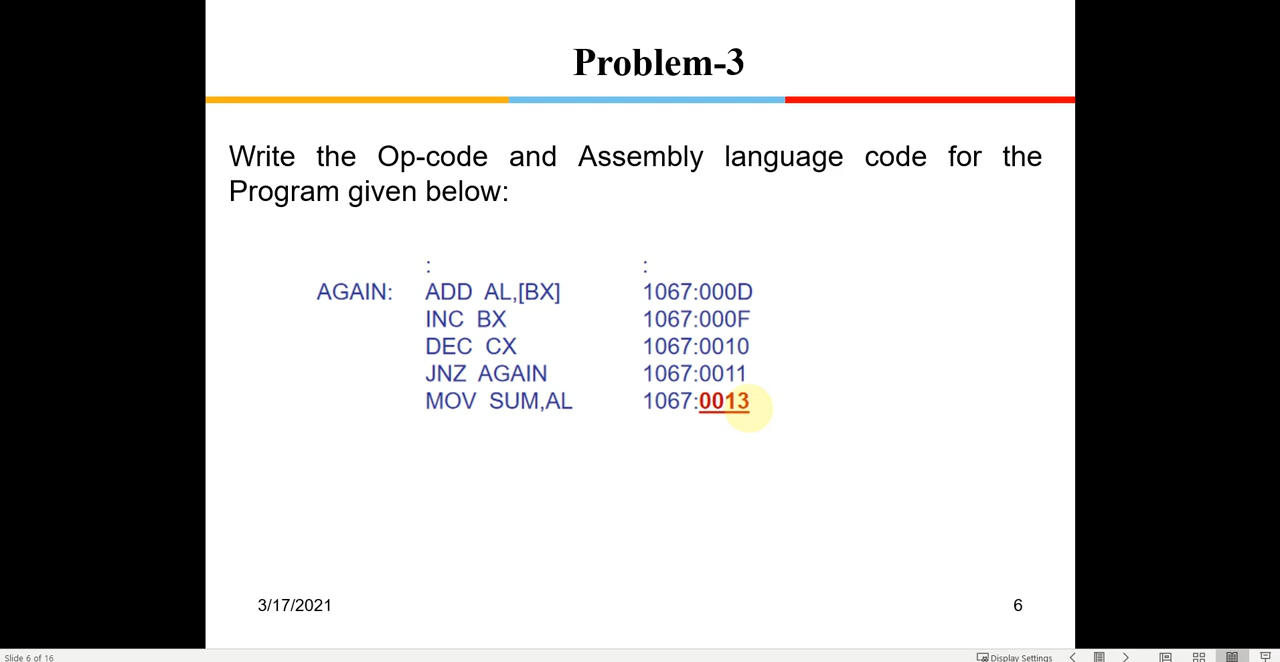 Problem-3
Write the Op-code and Assembly language code for the
Program given below:
: :
AGAIN: ADD AL,[BX] 1067:000D
INC BX 1067:000F
DEC CX 1067:0010
JNZ AGAIN 1067:0011
MOV SUM,AL 1067:0013
3/17/2021 6
Slide 6 of 16 Display Settings